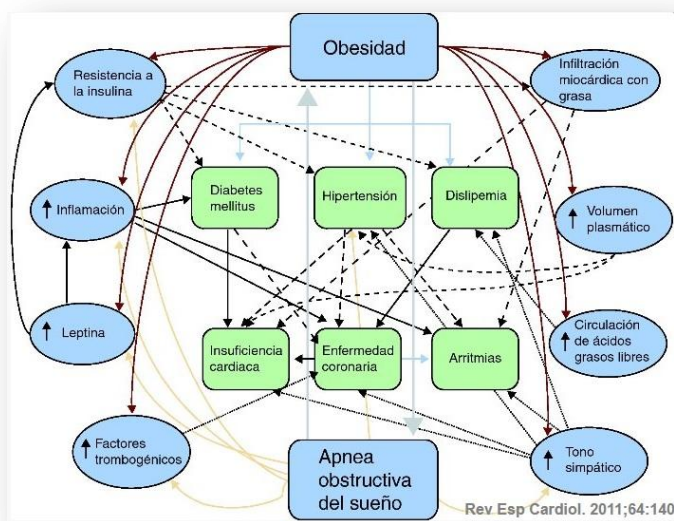 Obesidad
Resistencia a
la insulina
Infiltración
miocárdica con
grasa
Diabetes
mellitus
Hipertensión
Dislipemia
↑ Inflamación
↑ Volumen
plasmático
↑ Leptina
Insuficiencia
cardiaca
Enfermedad
coronaria
Arritmias
↑ Circulación
de ácidos
grasos libres
↑ Factores
trombogénicos
Apnea
obstructiva
del sueño
↑ Tono
simpático
Rev Esp Cardiol. 2011;64:140